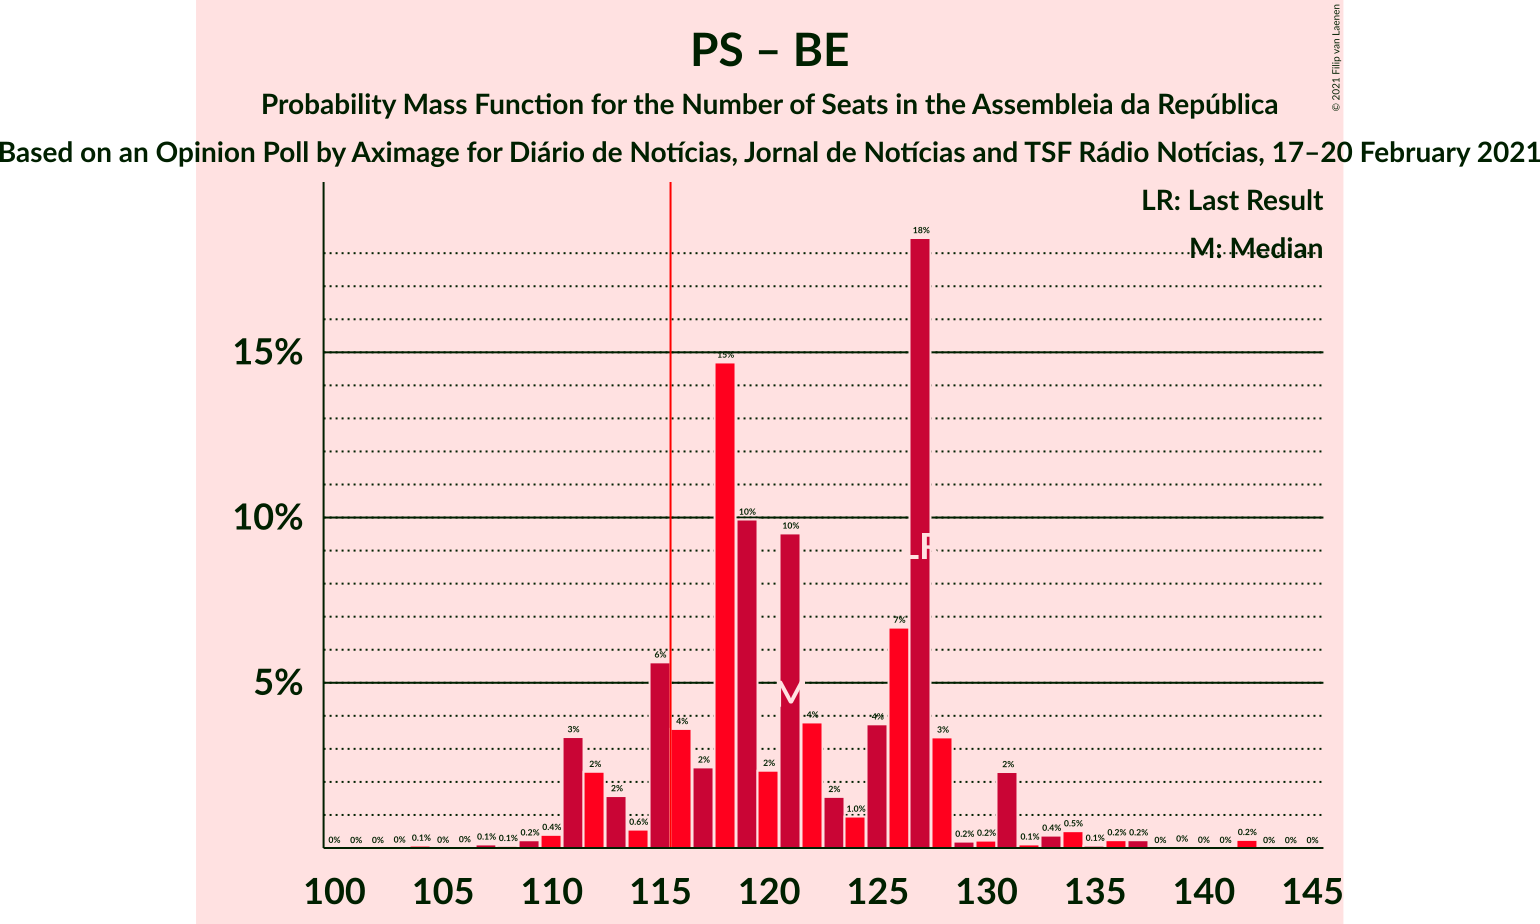 PS – BE
© 2021 Filip van Laenen
Probability Mass Function for the Number of Seats in the Assembleia da República
Based on an Opinion Poll by Aximage for Diário de Notícias, Jornal de Notícias and TSF Rádio Notícias, 17–20 February 2021
LR: Last Result
M: Median
15%
10%
5%
0% 0% 0% 0% 0.1% 0% 0% 0.1% 0.1% 0.2% 0.4% 3% 2% 2% 0.6% 6% 4% 2% 15% 10% 2% 10% 4% 2% 1.0% 4% 7% 18% 3% 0.2% 0.2% 2% 0.1% 0.4% 0.5% 0.1% 0.2% 0.2% 0% 0% 0% 0% 0.2% 0% 0% 0%
LR
M
100 105 110 115 120 125 130 135 140 145